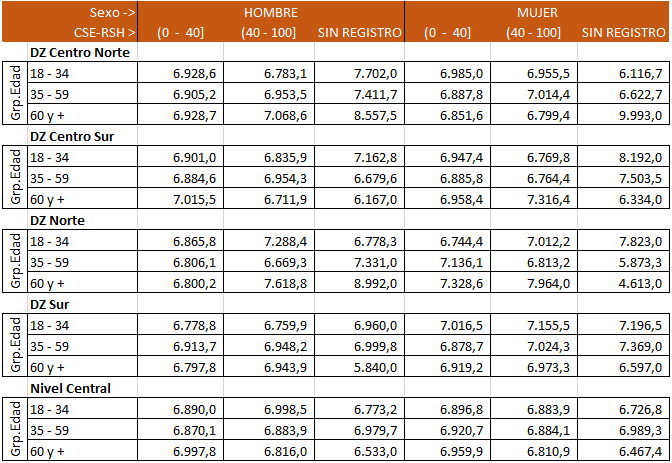 Sexo -> HOMBRE MUJER
CSE-RSH > (0 - 40] (40 - 100] SIN REGISTRO (0 - 40] (40 - 100] SIN REGISTRO
DZ Centro Norte
Grp.Edad
18 - 34 6.928,6 6.783,1 7.702,0 6.985,0 6.955,5 6.116,7
35 - 59 6.905,2 6.953,5 7.411,7 6.887,8 7.014,4 6.622,7
60 y + 6.928,7 7.068,6 8.557,5 6.851,6 6.799,4 9.993,0
DZ Centro Sur
Grp.Edad
18 - 34 6.901,0 6.835,9 7.162,8 6.947,4 6.769,8 8.192,0
35 - 59 6.884,6 6.954,3 6.679,6 6.885,8 6.764,4 7.503,5
60 y + 7.015,5 6.711,9 6.167,0 6.958,4 7.316,4 6.334,0
DZ Norte
Grp.Edad
18 - 34 6.865,8 7.288,4 6.778,3 6.744,4 7.012,2 7.823,0
35 - 59 6.806,1 6.669,3 7.331,0 7.136,1 6.813,2 5.873,3
60 y + 6.800,2 7.618,8 8.992,0 7.328,6 7.964,0 4.613,0
DZ Sur
Grp.Edad
18 - 34 6.778,8 6.759,9 6.960,0 7.016,5 7.155,5 7.196,5
35 - 59 6.913,7 6.948,2 6.999,8 6.878,7 7.024,3 7.369,0
60 y + 6.797,8 6.943,9 5.840,0 6.919,2 6.973,3 6.597,0
Nivel Central
Grp.Edad
18 - 34 6.890,0 6.998,5 6.773,2 6.896,8 6.883,9 6.726,8
35 - 59 6.870,1 6.883,9 6.979,7 6.920,7 6.884,1 6.989,3
60 y + 6.997,8 6.816,0 6.533,0 6.959,9 6.810,9 6.467,4